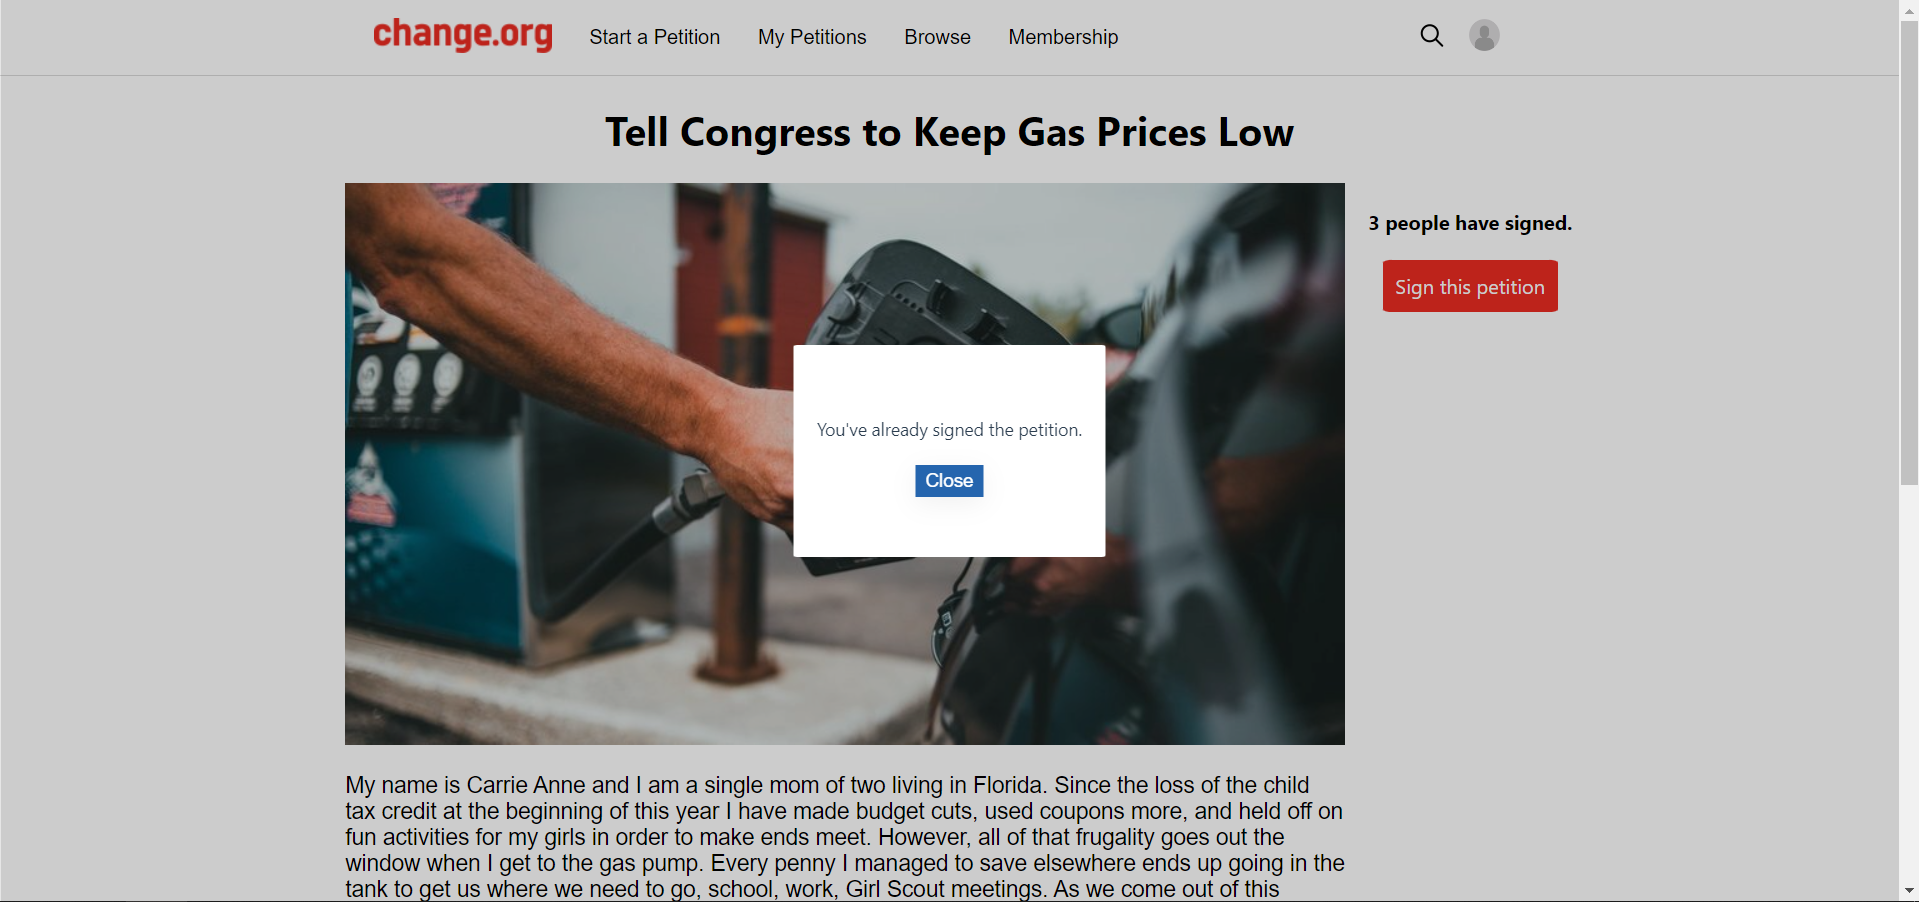 change.org
Start a Petition
My Petitions
Browse
Membership
Tell Congress to Keep Gas Prices Low
3 people have signed.
Sign this petition
You've already signed the petition.
Close
My name is Carrie Anne and I am a single mom of two living in Florida. Since the loss of the child
tax credit at the beginning of this year I have made budget cuts, used coupons more, and held off on
fun activities for my girls in order to make ends meet. However, all of that frugality goes out the
window when I get to the gas pump. Every penny I managed to save elsewhere ends up going in the
tank to get us where we need to go, school, work, Girl Scout meetings. As we come out of this